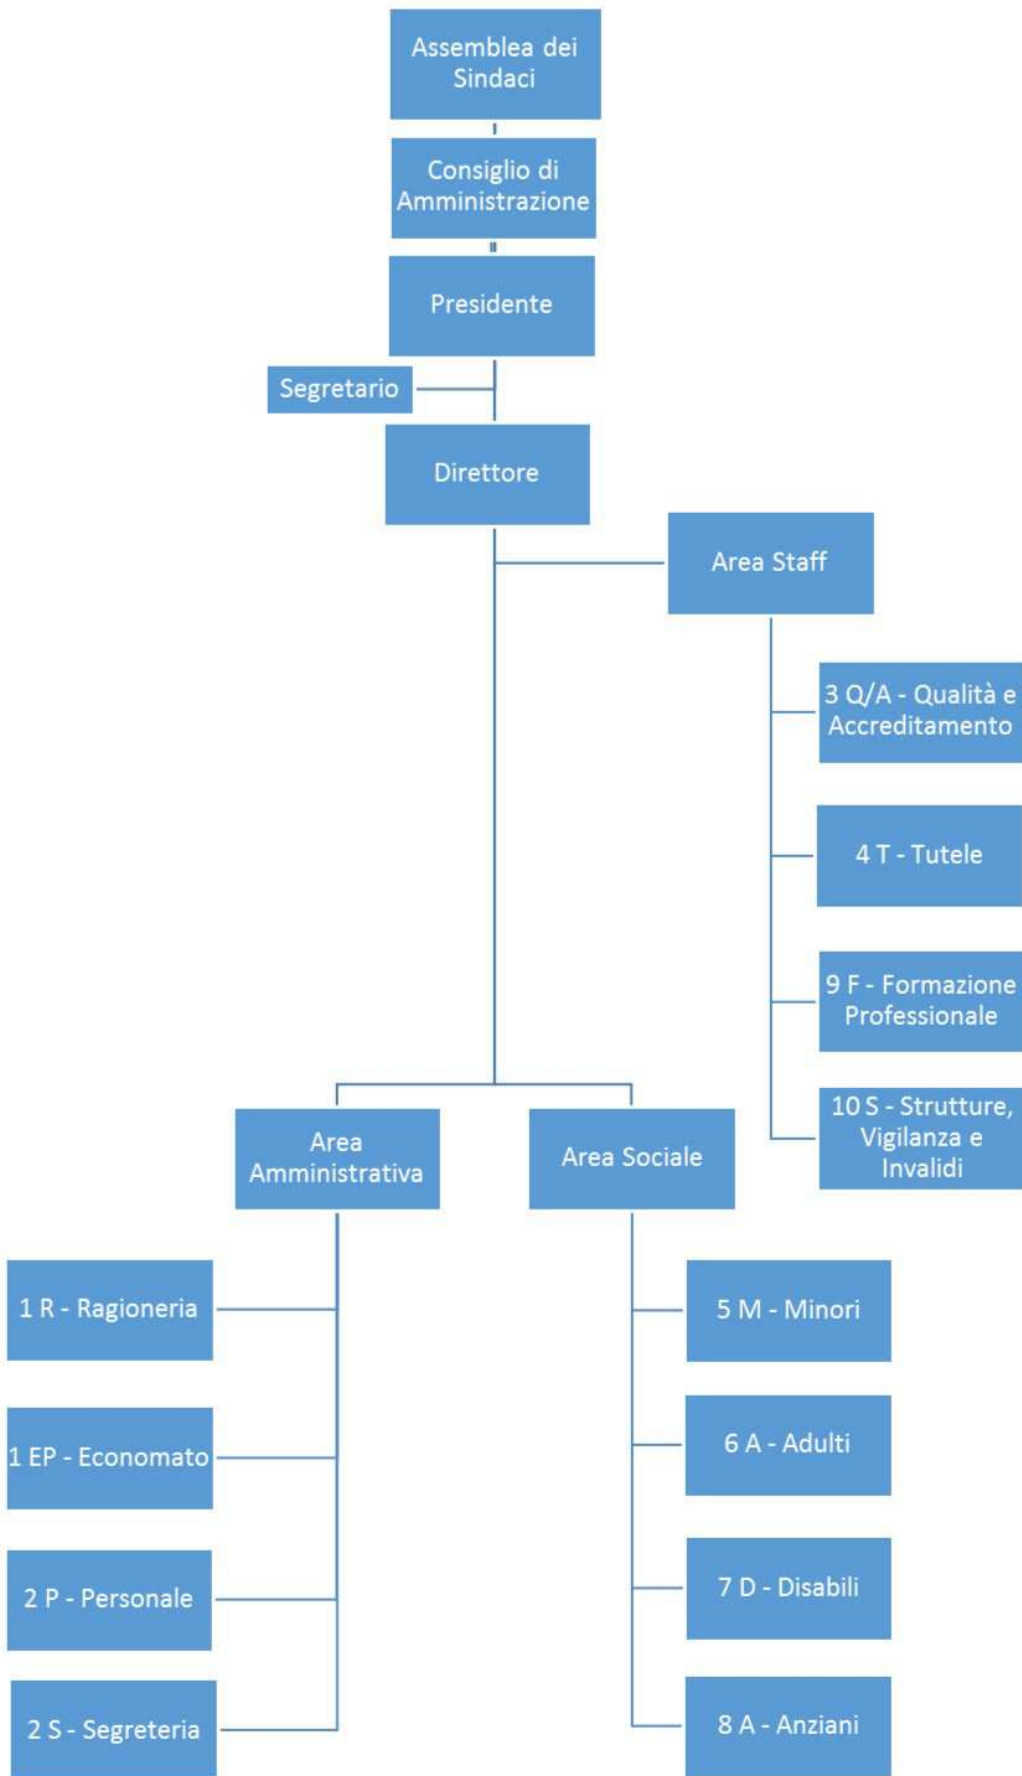 Assemblea dei
Sindaci
Consiglio di
Amministrazione
Presidente
Segretario
Direttore
Area Staff
3 Q/A - Qualità e
Accreditamento
4 T - Tutele
9 F - Formazione
Professionale
10 S - Strutture,
Vigilanza e
Invalidi
Area
Amministrativa
Area Sociale
1 R - Ragioneria
1 EP - Economato
2 P - Personale
2 S - Segreteria
5 M - Minori
6 A - Adulti
7 D - Disabili
8 A - Anziani